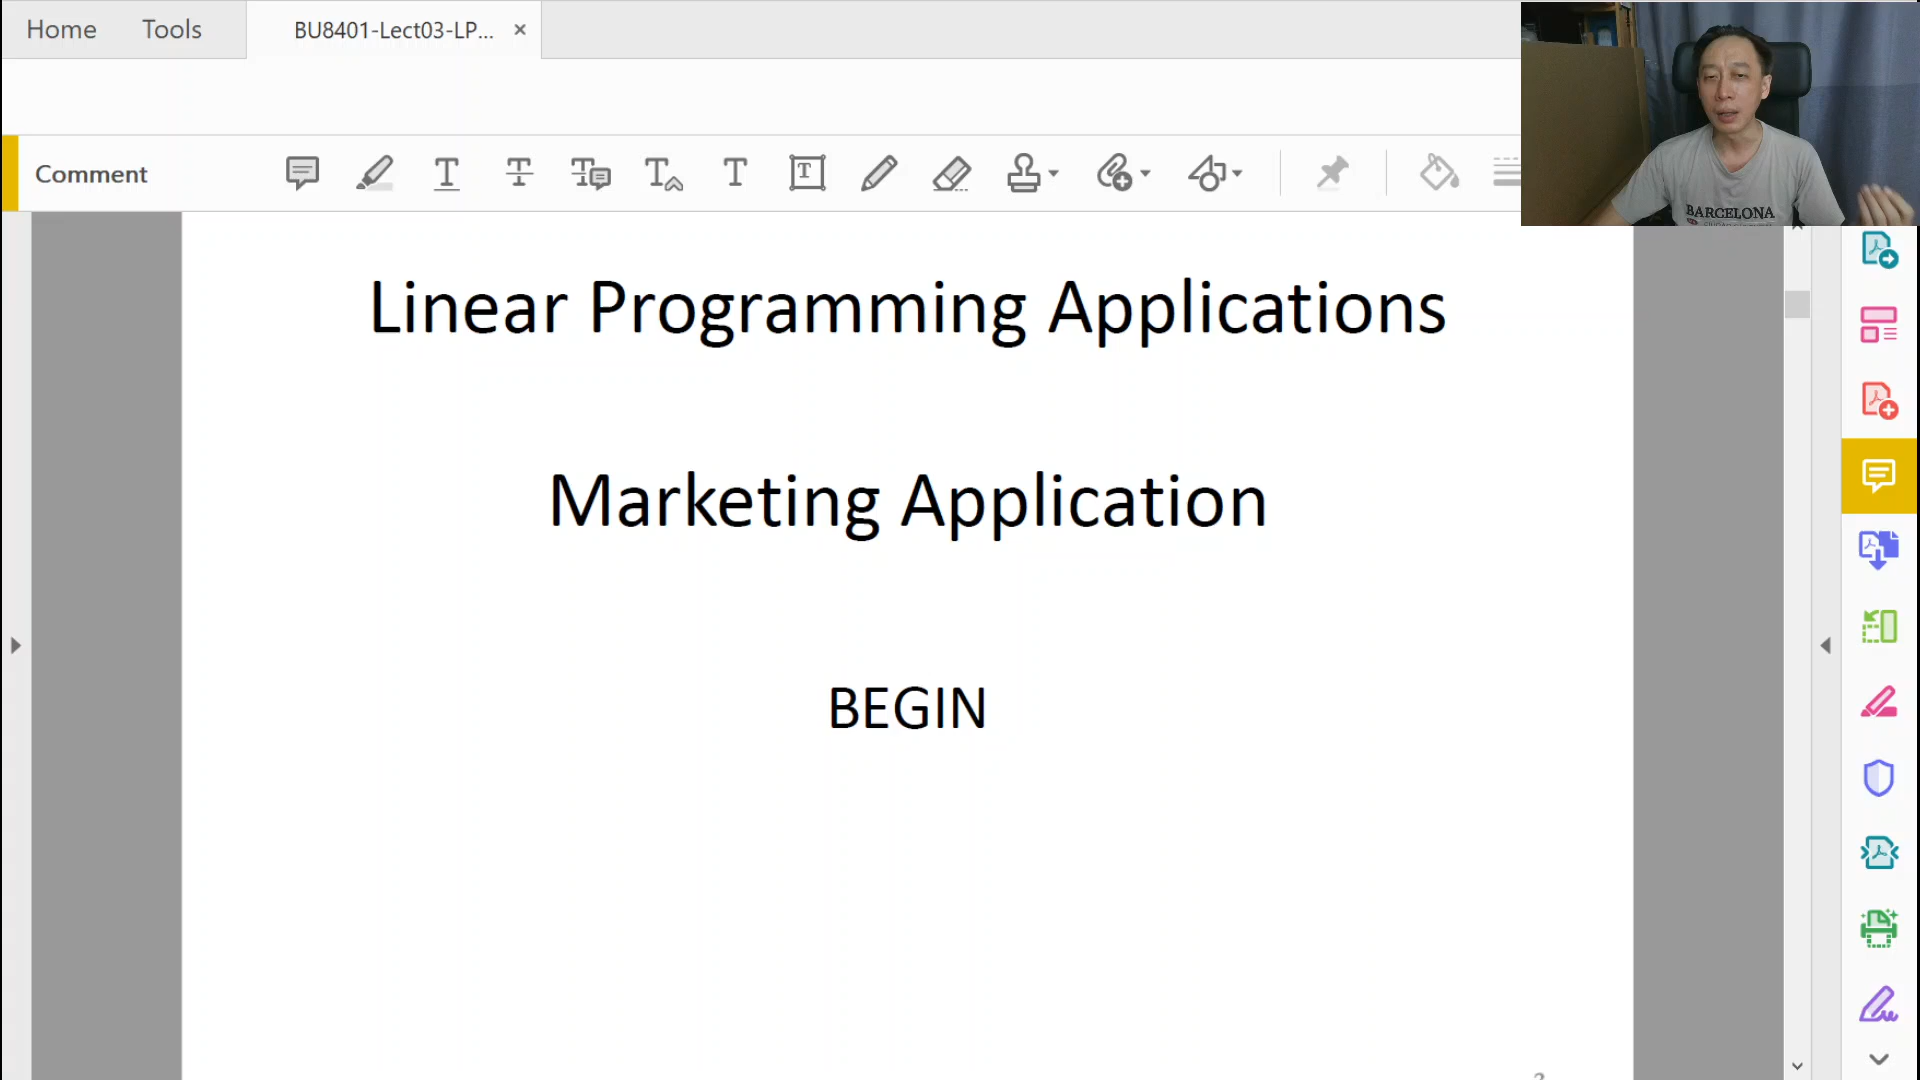 Home Tools BU8401-Lect03-LP...
Comment
BARCELONA
Linear Programming Applications
Marketing Application
BEGIN